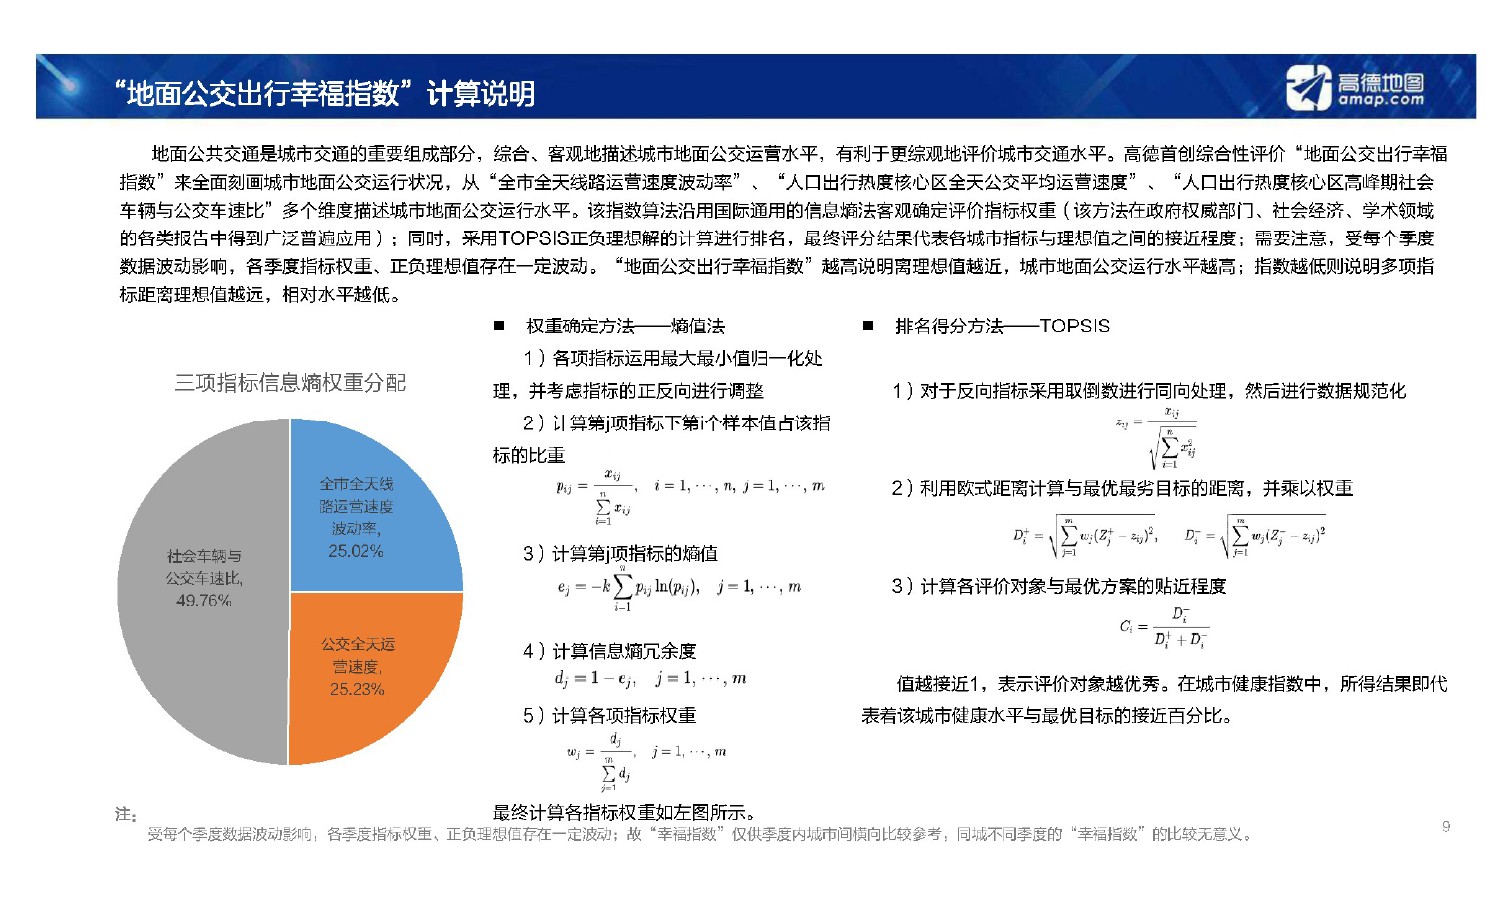 “地面公交出行幸福指数”计算说明
高德地图
amap.com
地面公共交通是城市交通的重要组成部分，综合、客观地描述城市地面公交运营水平，有利于更综观地评价城市交通水平。高德首创综合性评价“地面公交出行幸福
指数”来全面刻画城市地面公交运行状况，从“全市全天线路运营速度波动率”、“人口出行热度核心区全天公交平均运营速度”、“人口出行热度核心区高峰期社会
车辆与公交车速比”多个维度描述城市地面公交运行水平。该指数算法沿用国际通用的信息熵法客观确定评价指标权重（该方法在政府权威部门、社会经济、学术领域
的各类报告中得到广泛普遍应用）；同时，采用TOPSIS正负理想解的计算进行排名，最终评分结果代表各城市指标与理想值之间的接近程度；需要注意，受每个季度
数据波动影响，各季度指标权重、正负理想值存在一定波动。“地面公交出行幸福指数”越高说明离理想值越近，城市地面公交运行水平越高；指数越低则说明多项指
标距离理想值越远，相对水平越低。
三项指标信息熵权重分配
全市全天线
路运营速度
波动率,
25.02%
社会车辆与
公交车速比,
49.76%
公交全天运
营速度,
25.23%
■ 权重确定方法——熵值法
1）各项指标运用最大最小值归一化处
理，并考虑指标的正反向进行调整
2）计算第j项指标下第i个样本值占该指
标的比重
p_{ij} = \frac{x_{ij}}{\sum_{i=1}^{n} x_{ij}}, i = 1, ···, n, j = 1, ···, m
3）计算第j项指标的熵值
e_j = −k \sum_{i=1}^{n} p_{ij} ln(p_{ij}), j = 1, ···, m
4）计算信息熵冗余度
d_j = 1 − e_j, j = 1, ···, m
5）计算各项指标权重
w_j = \frac{d_j}{\sum_{j=1}^{m} d_j}, j = 1, ···, m
最终计算各指标权重如左图所示。
■ 排名得分方法——TOPSIS
1）对于反向指标采用取倒数进行同向处理，然后进行数据规范化
z_{ij} = \frac{x_{ij}}{\sqrt{\sum_{i=1}^{n} x_{ij}^2}}
2）利用欧式距离计算与最优最劣目标的距离，并乘以权重
D_i^+ = \sqrt{\sum_{j=1}^{m} w_j(Z_j^+ − z_{ij})^2}, D_i^- = \sqrt{\sum_{j=1}^{m} w_j(Z_j^- − z_{ij})^2}
3）计算各评价对象与最优方案的贴近程度
C_i = \frac{D_i^-}{D_i^+ + D_i^-}
值越接近1，表示评价对象越优秀。在城市健康指数中，所得结果即代
表着该城市健康水平与最优目标的接近百分比。
注：
受每个季度数据波动影响，各季度指标权重、正负理想值存在一定波动；故“幸福指数”仅供季度内城市间横向比较参考，同城不同季度的“幸福指数”的比较无意义。
9